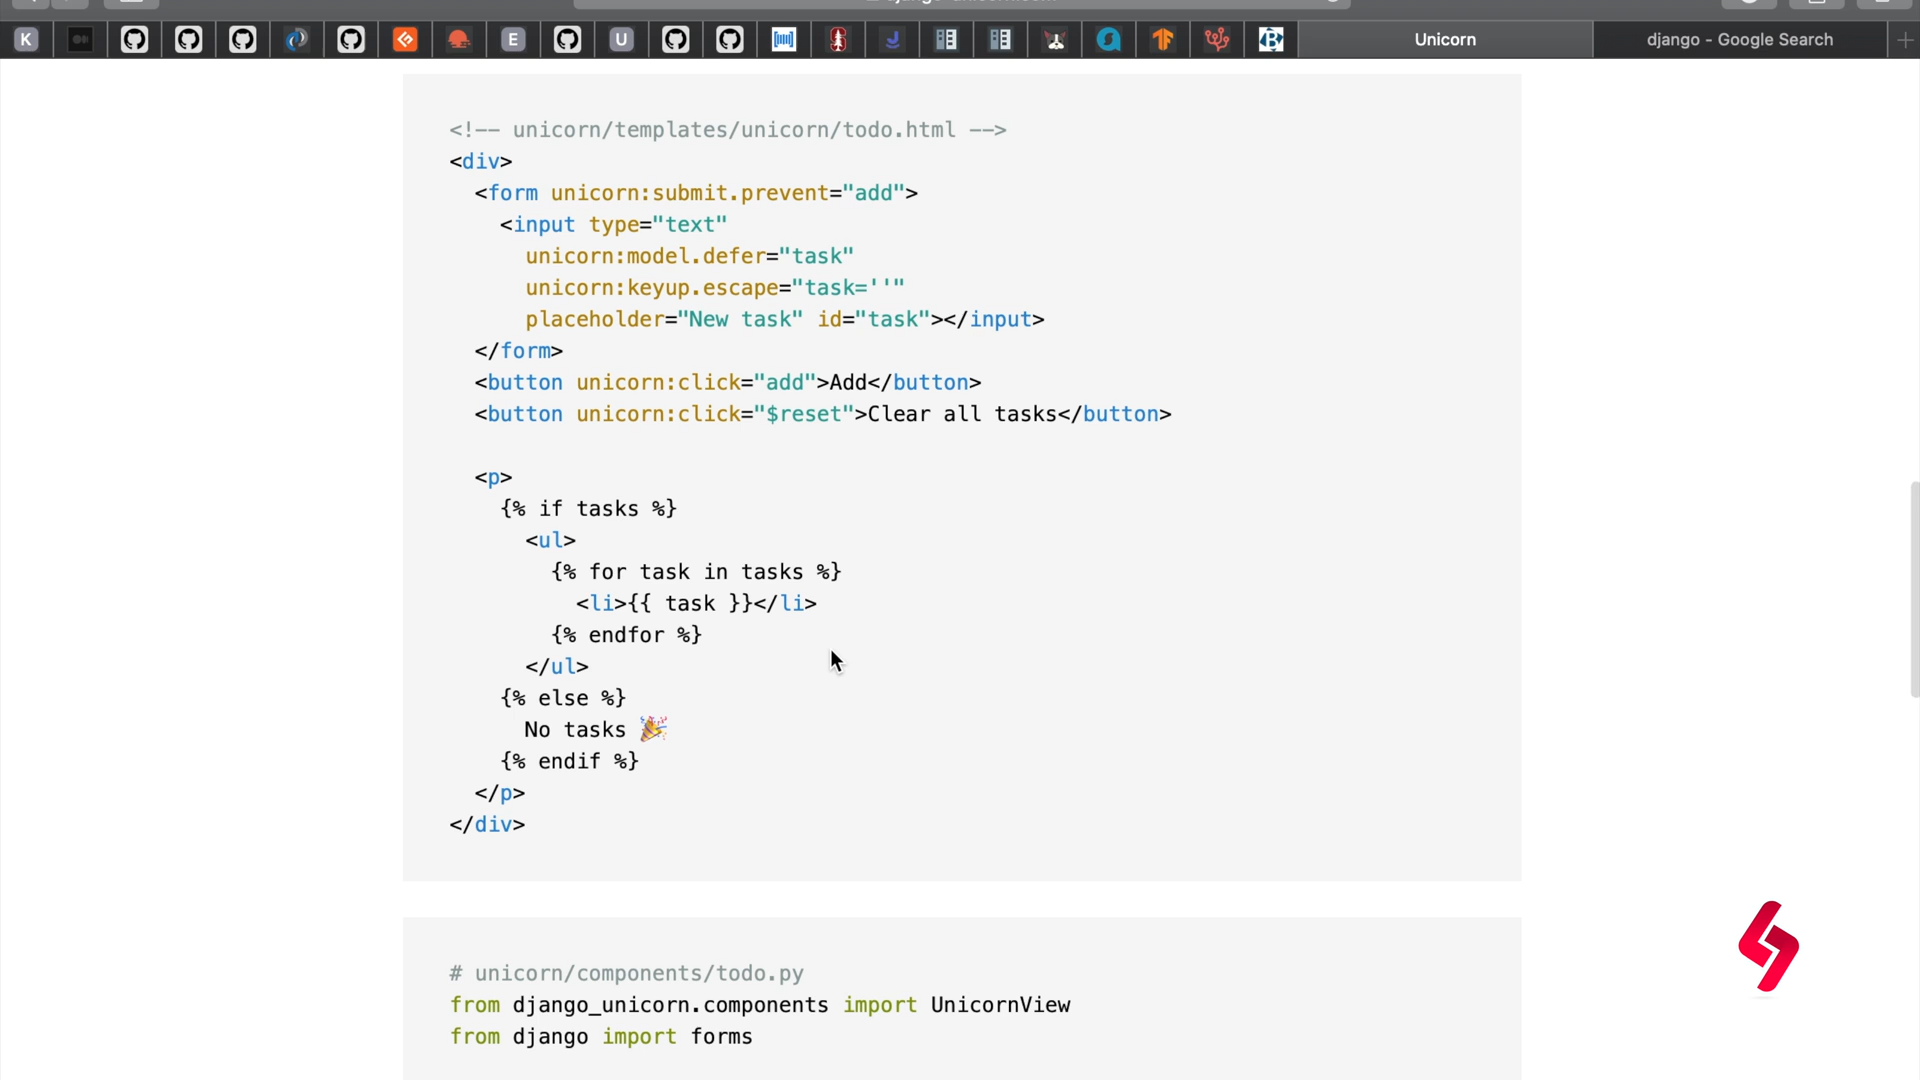 K
E
U
Unicorn
django - Google Search
<!-- unicorn/templates/unicorn/todo.html -->
<div>
  <form unicorn:submit.prevent="add">
    <input type="text"
      unicorn:model.defer="task"
      unicorn:keyup.escape="task=''"
      placeholder="New task" id="task"></input>
  </form>
  <button unicorn:click="add">Add</button>
  <button unicorn:click="$reset">Clear all tasks</button>

  <p>
    {% if tasks %}
      <ul>
        {% for task in tasks %}
          <li>{{ task }}</li>
        {% endfor %}
      </ul>
    {% else %}
      No tasks 🎉
    {% endif %}
  </p>
</div>
# unicorn/components/todo.py
from django_unicorn.components import UnicornView
from django import forms